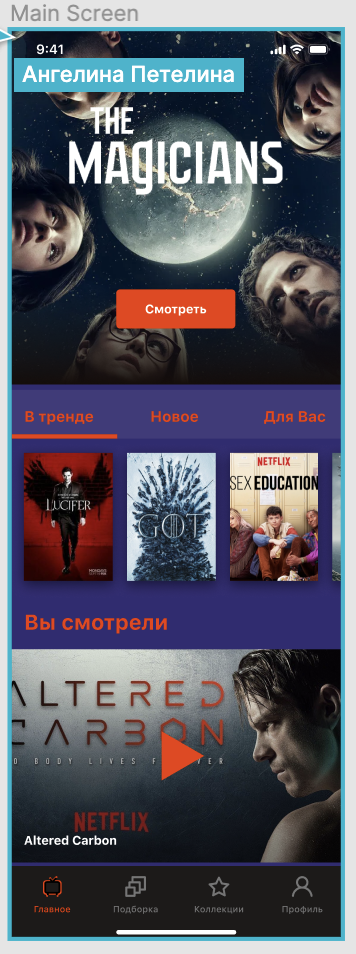 Main Screen
9:41
Ангелина Петелина
THE
MAGICIANS
Смотреть
В тренде Новое Для Вас
LUCIFER
GOT
NETFLIX
SEX EDUCATION
Вы смотрели
ALTERED
CARBON
O BODY LIVES F EVER
NETFLIX
Altered Carbon
Главное Подборка Коллекции Профиль